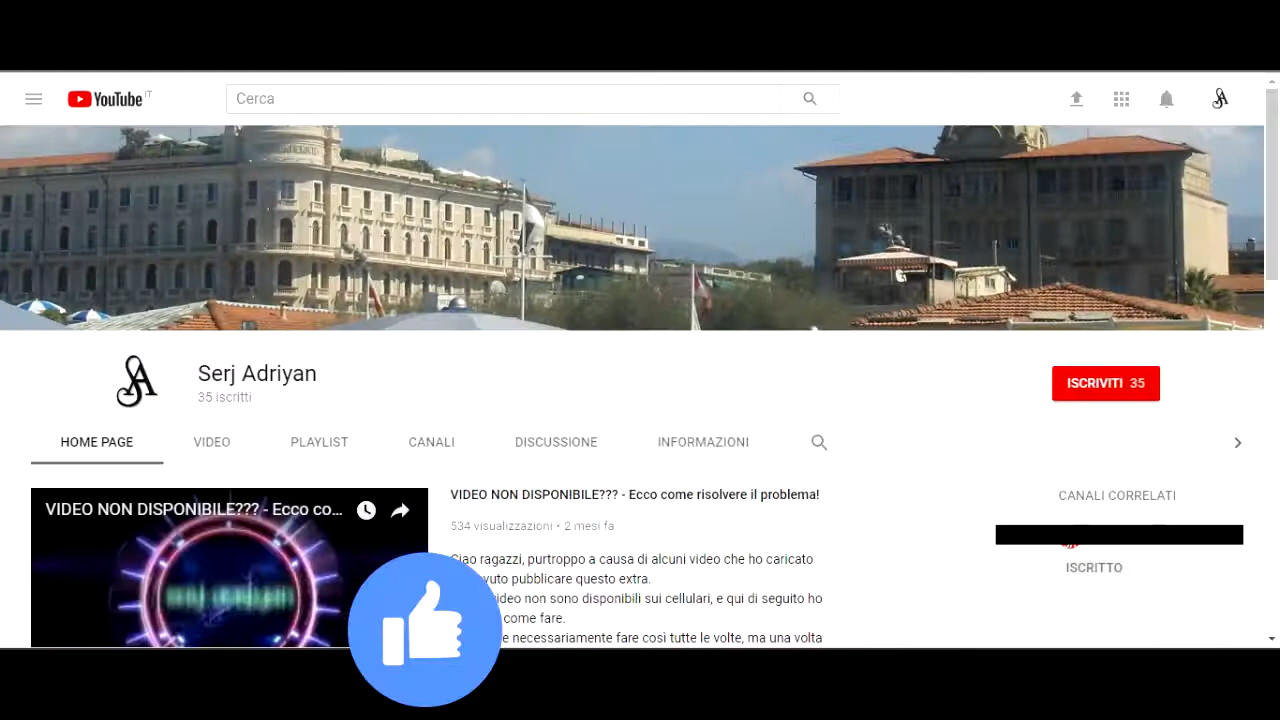 YouTube IT
Cerca
Serj Adriyan
35 iscritti
ISCRIVITI 35
HOME PAGE
VIDEO
PLAYLIST
CANALI
DISCUSSIONE
INFORMAZIONI
VIDEO NON DISPONIBILE??? - Ecco co...
VIDEO NON DISPONIBILE??? - Ecco come risolvere il problema!
534 visualizzazioni • 2 mesi fa
Ciao ragazzi, purtroppo a causa di alcuni video che ho caricato
vuto pubblicare questo extra.
ideo non sono disponibili sui cellulari, e qui di seguito ho
come fare.
e necessariamente fare così tutte le volte, ma una volta
CANALI CORRELATI
ISCRITTO